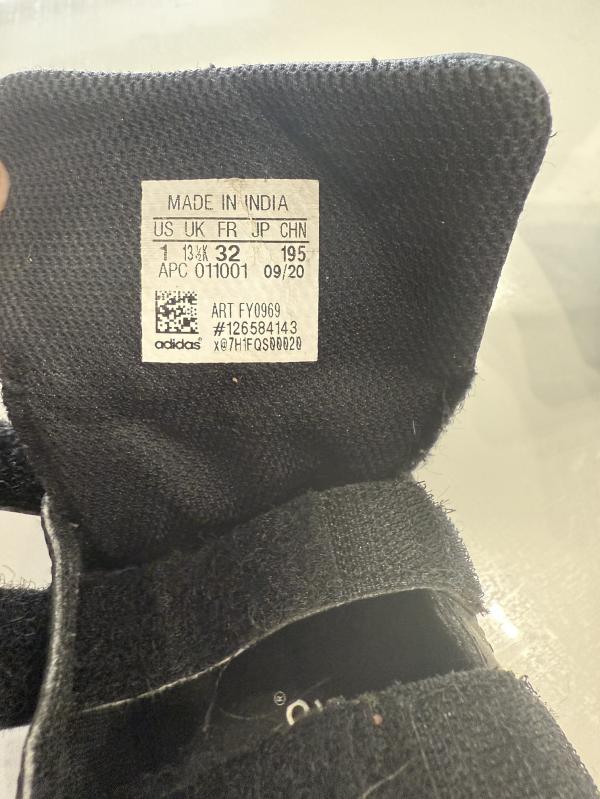 MADE IN INDIA
US UK FR JP CHN
1 13½K 32 195
APC 011001 09/20
ART FY0969
#126584143
adidas® x@7H1FQS00020
®